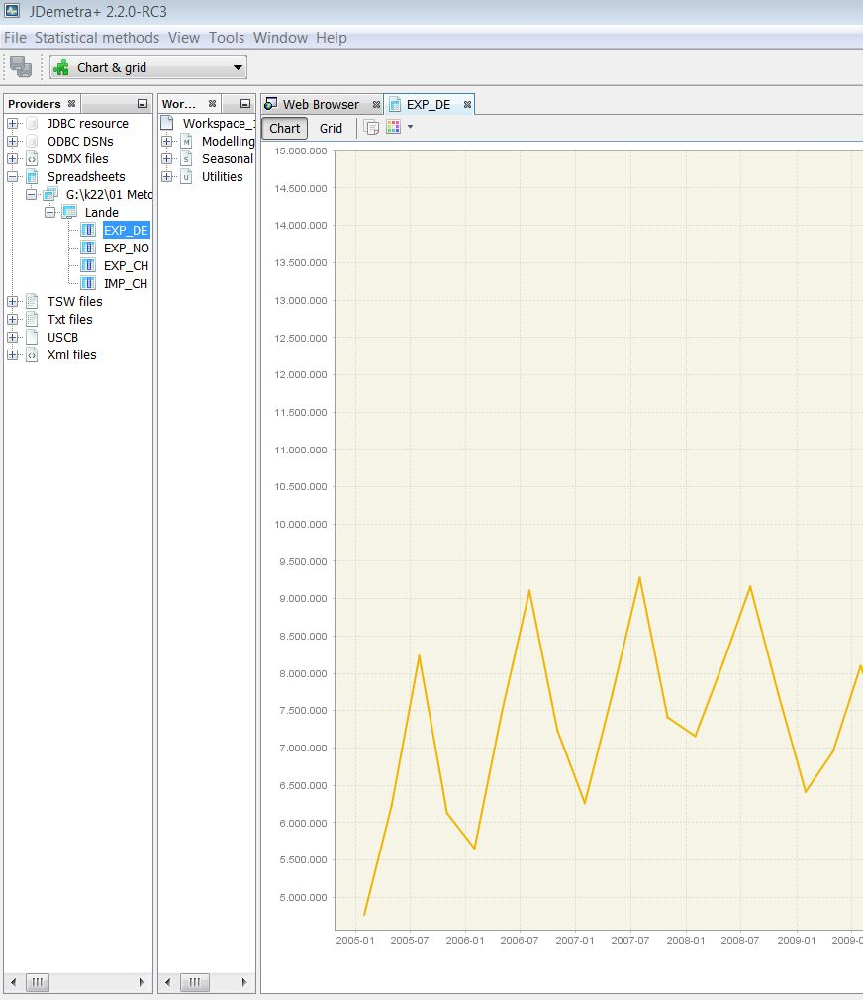 JDemetra+ 2.2.0-RC3
File Statistical methods View Tools Window Help
Chart & grid
Providers
JDBC resource
ODBC DSNs
SDMX files
Spreadsheets
G:\k22\01 Meto
Lande
EXP_DE
EXP_NO
EXP_CH
IMP_CH
TSW files
Txt files
USCB
Xml files
Wor...
Workspace_
M Modelling
S Seasonal
U Utilities
Web Browser
EXP_DE
Chart Grid
15.000.000
14.500.000
14.000.000
13.500.000
13.000.000
12.500.000
12.000.000
11.500.000
11.000.000
10.500.000
10.000.000
9.500.000
9.000.000
8.500.000
8.000.000
7.500.000
7.000.000
6.500.000
6.000.000
5.500.000
5.000.000
2005-01 2005-07 2006-01 2006-07 2007-01 2007-07 2008-01 2008-07 2009-01 2009-0